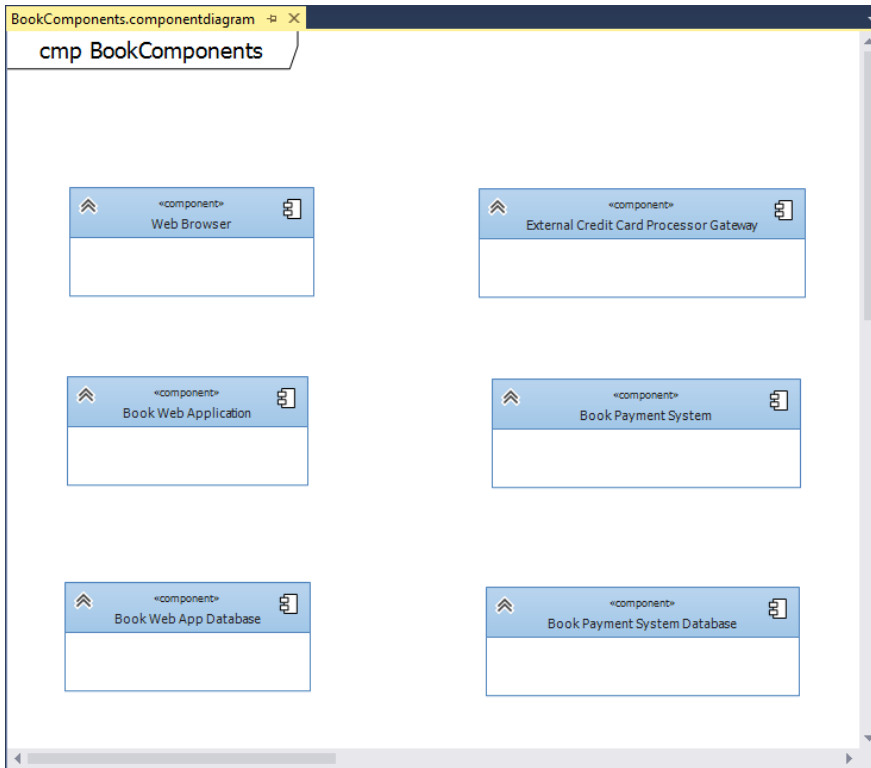 BookComponents.componentdiagram
cmp BookComponents
«component»
Web Browser
«component»
External Credit Card Processor Gateway
«component»
Book Web Application
«component»
Book Payment System
«component»
Book Web App Database
«component»
Book Payment System Database